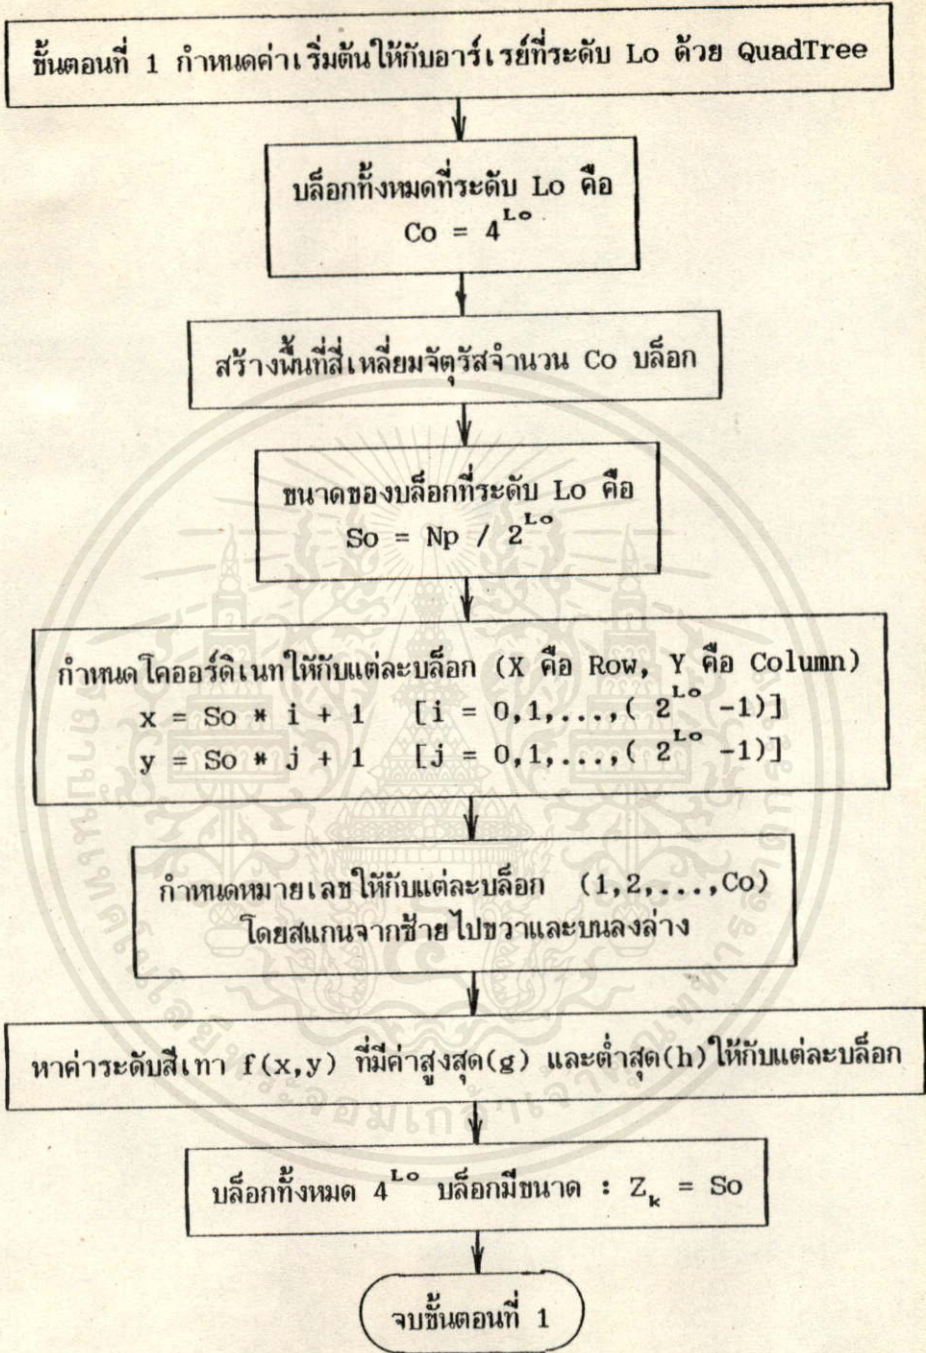 ขั้นตอนที่ 1 กำหนดค่าเริ่มต้นให้กับอาร์เรย์ที่ระดับ Lo ด้วย QuadTree
บล็อกทั้งหมดที่ระดับ Lo คือ
Co = 4^Lo
สร้างพื้นที่สี่เหลี่ยมจัตุรัสจำนวน Co บล็อก
ขนาดของบล็อกที่ระดับ Lo คือ
So = Np / 2^Lo
กำหนดโคออร์ดิเนทให้กับแต่ละบล็อก (X คือ Row, Y คือ Column)
x = So * i + 1 [i = 0,1,...,( 2^Lo -1)]
y = So * j + 1 [j = 0,1,...,( 2^Lo -1)]
กำหนดหมายเลขให้กับแต่ละบล็อก (1,2,...,Co)
โดยสแกนจากซ้ายไปขวาและบนลงล่าง
หาค่าระดับสีเทา f(x,y) ที่มีค่าสูงสุด(g) และต่ำสุด(h)ให้กับแต่ละบล็อก
บล็อกทั้งหมด 4^Lo บล็อกมีขนาด : Z_k = So
จบขั้นตอนที่ 1